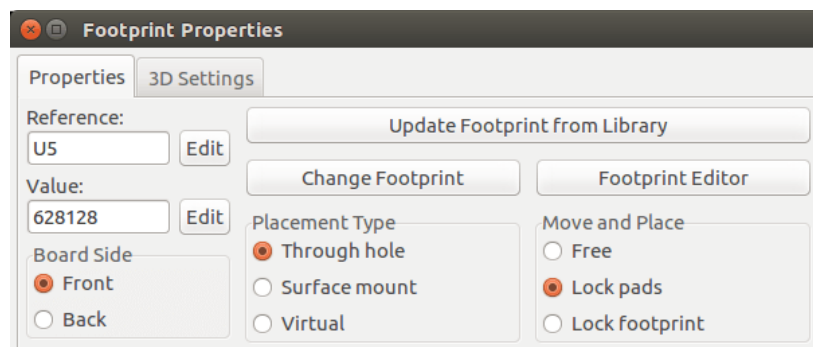 Footprint Properties
Properties 3D Settings
Reference:
U5 Edit
Update Footprint from Library
Value:
628128 Edit
Change Footprint Footprint Editor
Board Side
Front
Back
Placement Type
Through hole
Surface mount
Virtual
Move and Place
Free
Lock pads
Lock footprint